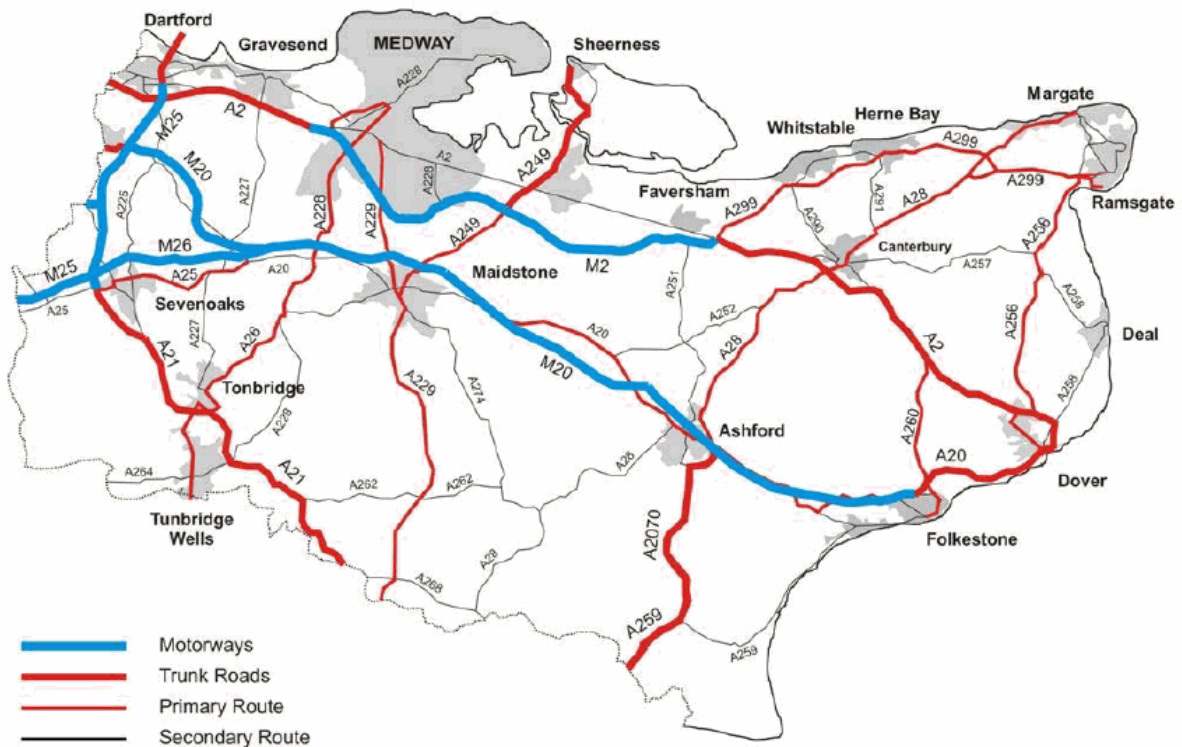 Dartford
Gravesend
MEDWAY
Sheerness
A228
Margate
Herne Bay
Whitstable
A2
M25
A299
M20
A2
A249
A227
A228
Faversham
A299
A28
A299
A291
A290
Ramsgate
A225
A228
A229
A249
A256
Canterbury
M26
M25
A25
A20
Maidstone
M2
A251
A257
Sevenoaks
A25
A252
A258
A227
A26
A20
A28
A256
Deal
A21
M20
A2
Tonbridge
A229
A274
A258
A229
A260
Ashford
A28
A20
A264
A21
A262
A262
Dover
Tunbridge
Wells
A2070
Folkestone
A28
A268
A259
A259
Motorways
Trunk Roads
Primary Route
Secondary Route